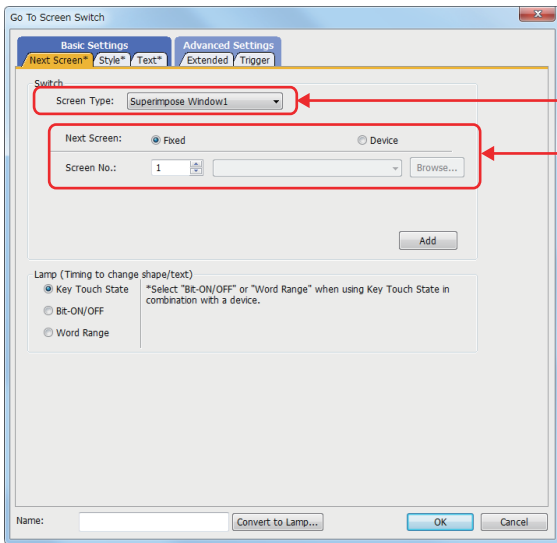 Go To Screen Switch
Basic Settings Advanced Settings
Next Screen* Style* Text* Extended Trigger
Switch
Screen Type: Superimpose Window1
Next Screen: Fixed Device
Screen No.: 1 Browse...
Add
Lamp (Timing to change shape/text)
Key Touch State *Select "Bit-ON/OFF" or "Word Range" when using Key Touch State in
combination with a device.
Bit-ON/OFF
Word Range
Name: Convert to Lamp... OK Cancel